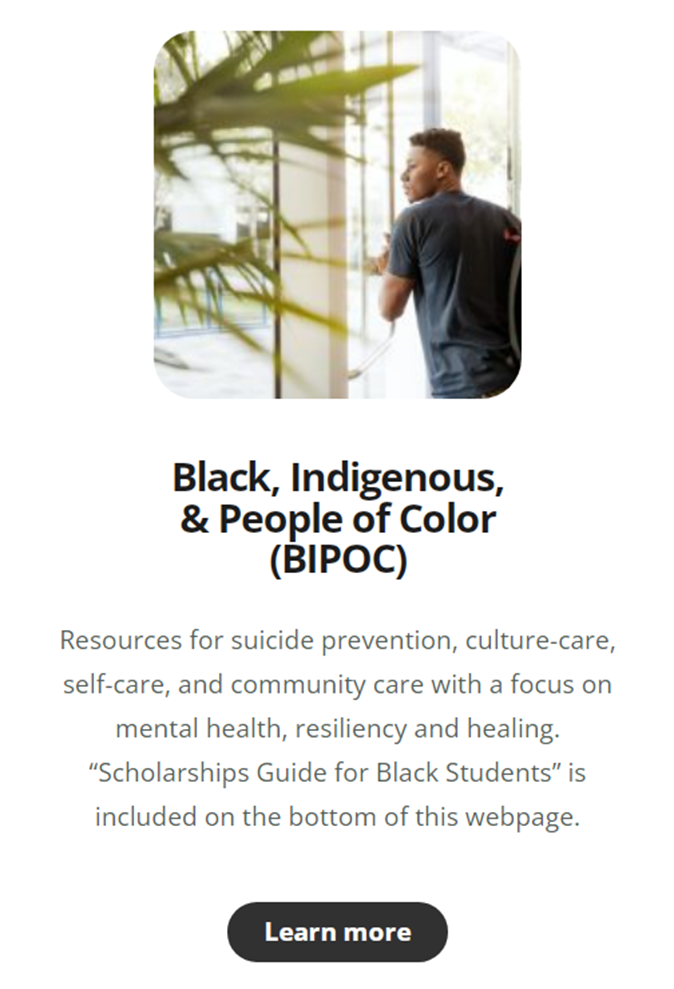 Black, Indigenous,
& People of Color
(BIPOC)
Resources for suicide prevention, culture-care,
self-care, and community care with a focus on
mental health, resiliency and healing.
“Scholarships Guide for Black Students” is
included on the bottom of this webpage.
Learn more